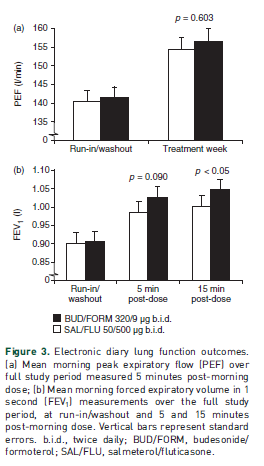 (a)
p = 0.603
160
155
150
145
140
135
0
PEF (l/min)
Run-in/washout
Treatment week
(b)
1.10
1.05
1.00
0.95
0.90
0.85
0
FEV1 (l)
p = 0.090
p < 0.05
Run-in/
washout
5 min
post-dose
15 min
post-dose
BUD/FORM 320/9 µg b.i.d.
SAL/FLU 50/500 µg b.i.d.
Figure 3. Electronic diary lung function outcomes.
(a) Mean morning peak expiratory flow (PEF) over
full study period measured 5 minutes post-morning
dose; (b) Mean morning forced expiratory volume in 1
second (FEV1) measurements over the full study
period, at run-in/washout and 5 and 15 minutes
post-morning dose. Vertical bars represent standard
errors. b.i.d., twice daily; BUD/FORM, budesonide/
formoterol; SAL/FLU, salmeterol/fluticasone.